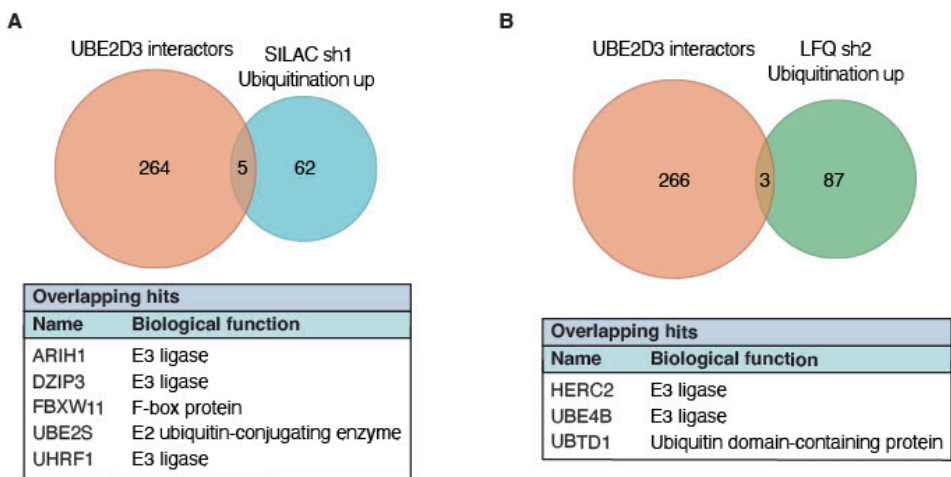 A
UBE2D3 interactors
SILAC sh1
Ubiquitination up
264
5
62
Overlapping hits
Name Biological function
ARIH1 E3 ligase
DZIP3 E3 ligase
FBXW11 F-box protein
UBE2S E2 ubiquitin-conjugating enzyme
UHRF1 E3 ligase
B
UBE2D3 interactors
LFQ sh2
Ubiquitination up
266
3
87
Overlapping hits
Name Biological function
HERC2 E3 ligase
UBE4B E3 ligase
UBTD1 Ubiquitin domain-containing protein